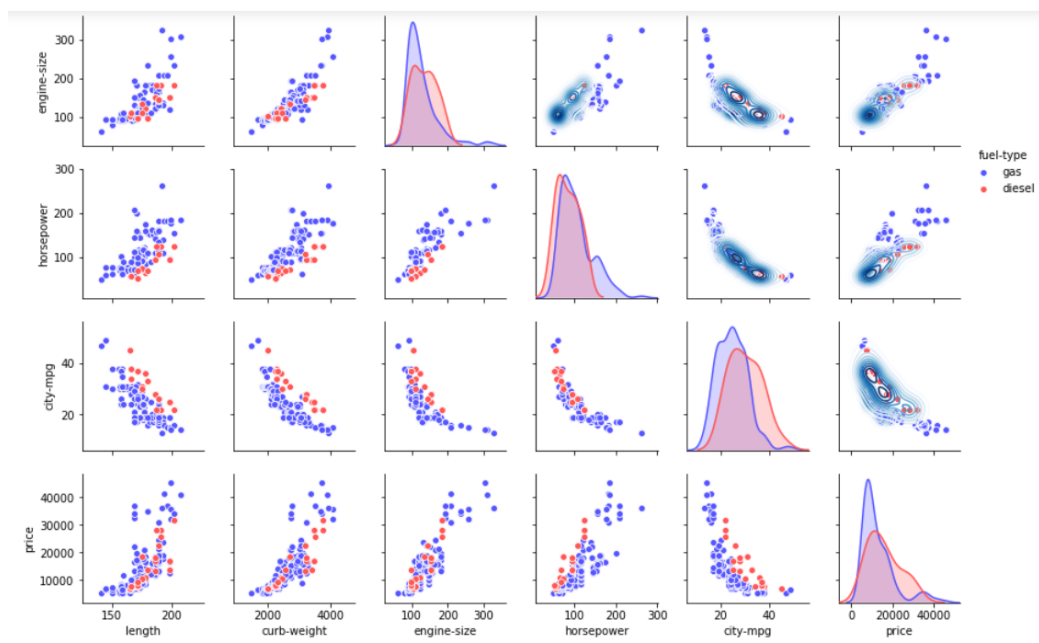 engine-size
300
200
100
fuel-type
gas
diesel
horsepower
300
200
100
city-mpg
40
20
price
40000
30000
20000
10000
150 200
2000 4000
100 200 300
100 200 300
20 40
0 20000 40000
length
curb-weight
engine-size
horsepower
city-mpg
price